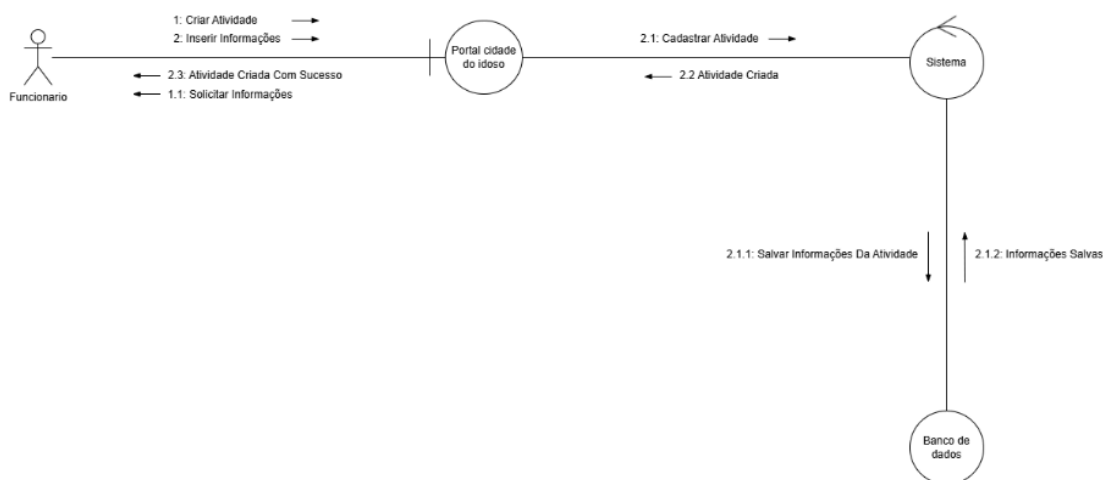 1: Criar Atividade
2: Inserir Informações
2.3: Atividade Criada Com Sucesso
1.1: Solicitar Informações
Funcionario
Portal cidade
do idoso
2.1: Cadastrar Atividade
2.2 Atividade Criada
Sistema
2.1.1: Salvar Informações Da Atividade
2.1.2: Informações Salvas
Banco de
dados